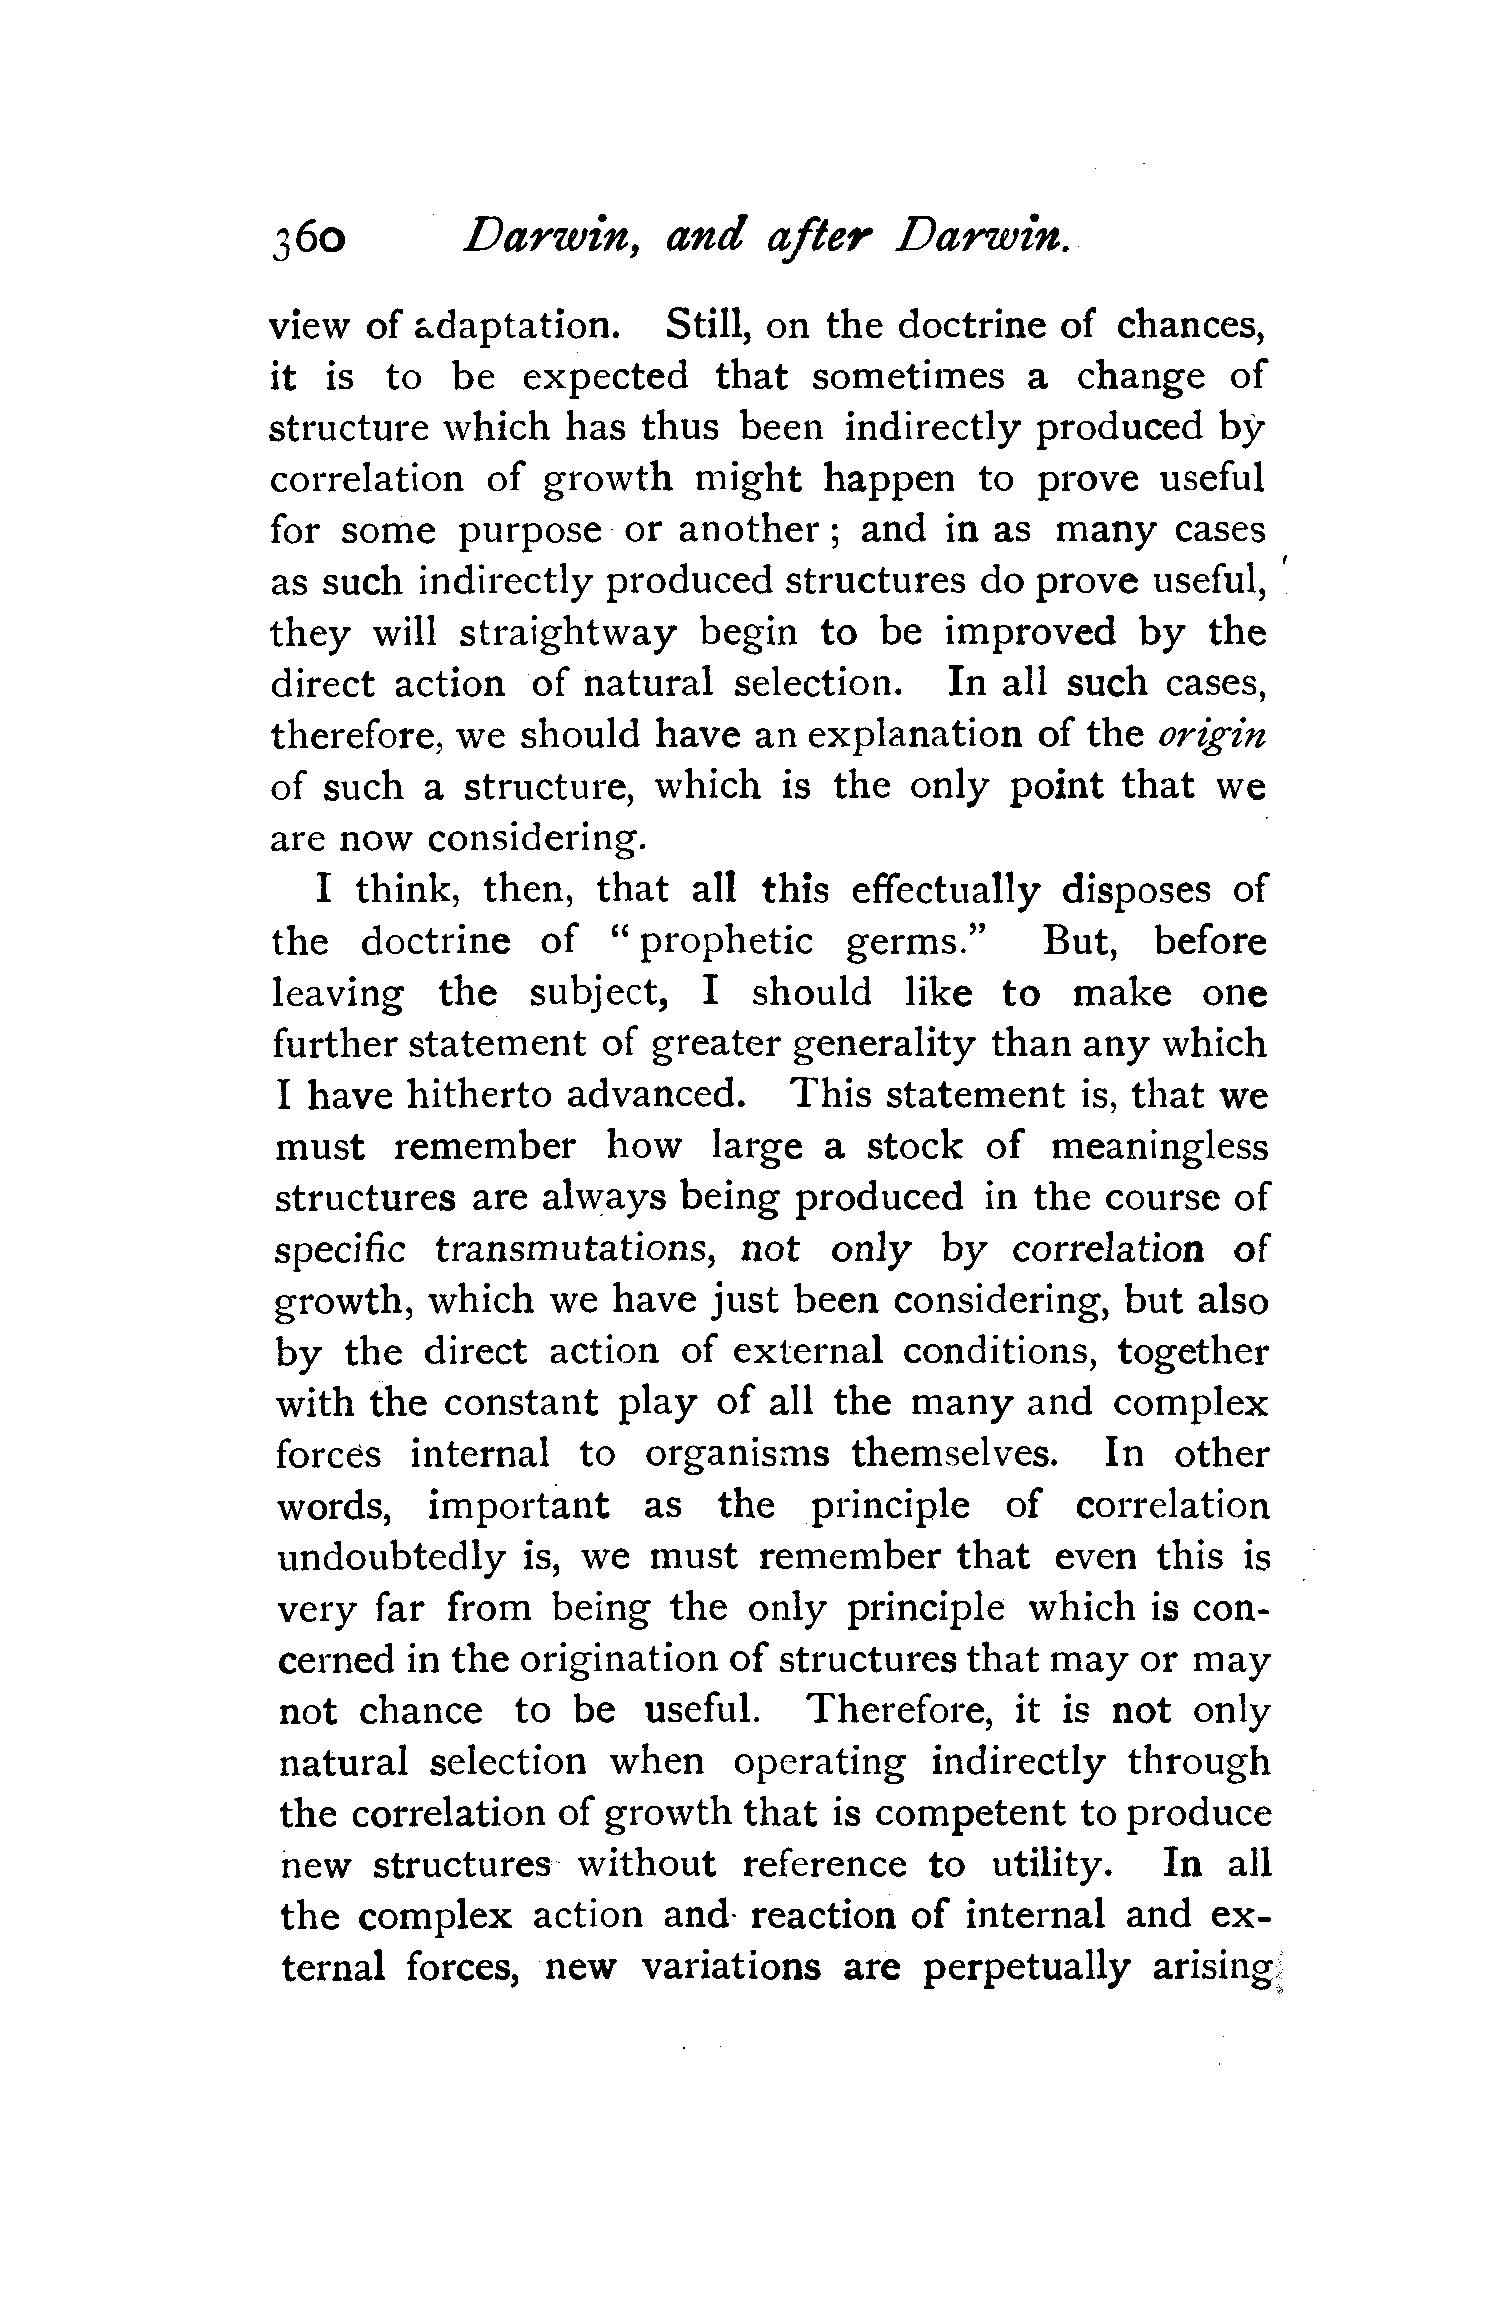 360 Darwin, and after Darwin.
view of adaptation. Still, on the doctrine of chances,
it is to be expected that sometimes a change of
structure which has thus been indirectly produced by
correlation of growth might happen to prove useful
for some purpose or another ; and in as many cases
as such indirectly produced structures do prove useful,
they will straightway begin to be improved by the
direct action of natural selection. In all such cases,
therefore, we should have an explanation of the origin
of such a structure, which is the only point that we
are now considering.
I think, then, that all this effectually disposes of
the doctrine of “ prophetic germs.” But, before
leaving the subject, I should like to make one
further statement of greater generality than any which
I have hitherto advanced. This statement is, that we
must remember how large a stock of meaningless
structures are always being produced in the course of
specific transmutations, not only by correlation of
growth, which we have just been considering, but also
by the direct action of external conditions, together
with the constant play of all the many and complex
forces internal to organisms themselves. In other
words, important as the principle of correlation
undoubtedly is, we must remember that even this is
very far from being the only principle which is con-
cerned in the origination of structures that may or may
not chance to be useful. Therefore, it is not only
natural selection when operating indirectly through
the correlation of growth that is competent to produce
new structures without reference to utility. In all
the complex action and reaction of internal and ex-
ternal forces, new variations are perpetually arising